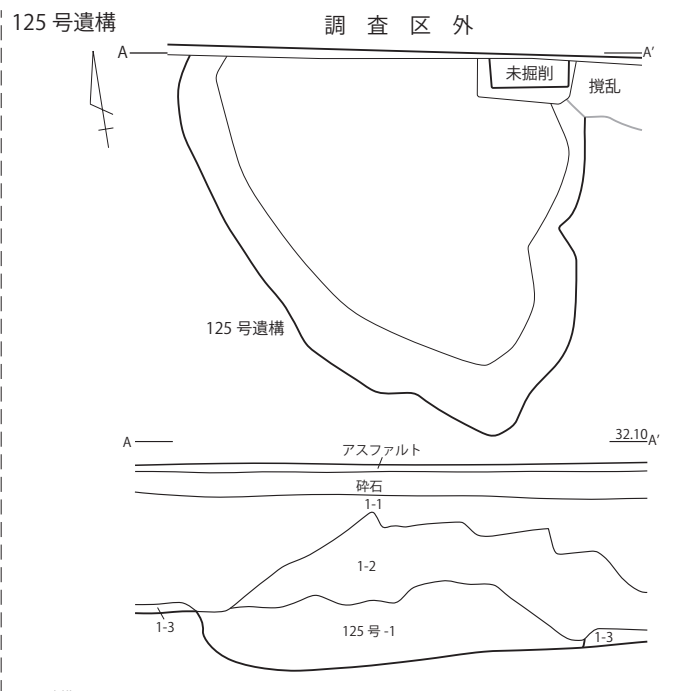 125 号遺構
調 査 区 外
A
A′
未掘削
撹乱
125 号遺構
A
32.10
A′
アスファルト
砕石
1-1
1-2
1-3
125 号 -1
1-3